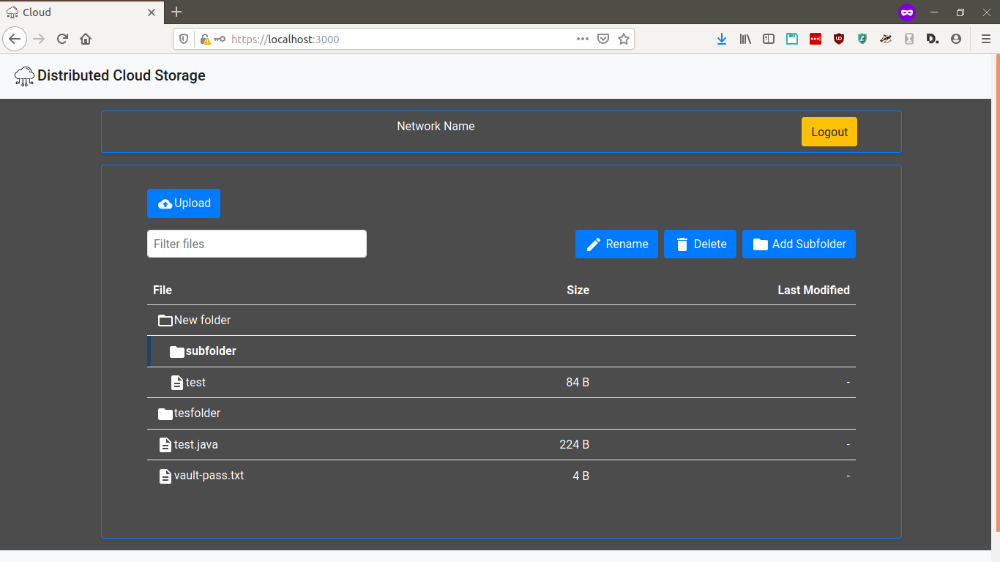 Cloud
https://localhost:3000
Distributed Cloud Storage
Network Name
Logout
Upload
Filter files
Rename Delete Add Subfolder
File Size Last Modified
New folder
subfolder
test 84 B -
tesfolder
test.java 224 B -
vault-pass.txt 4 B -